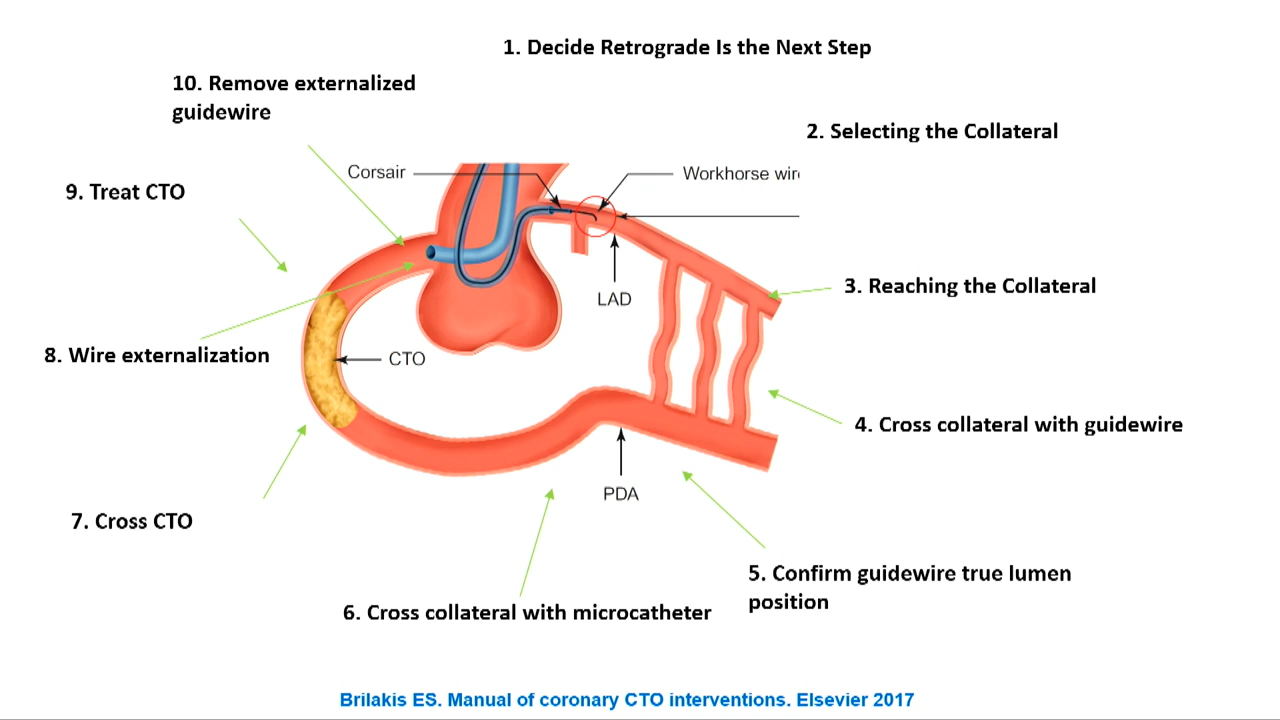 1. Decide Retrograde Is the Next Step
10. Remove externalized
guidewire
2. Selecting the Collateral
Corsair
Workhorse wir
9. Treat CTO
3. Reaching the Collateral
LAD
8. Wire externalization
CTO
4. Cross collateral with guidewire
PDA
7. Cross CTO
5. Confirm guidewire true lumen
position
6. Cross collateral with microcatheter
Brilakis ES. Manual of coronary CTO interventions. Elsevier 2017